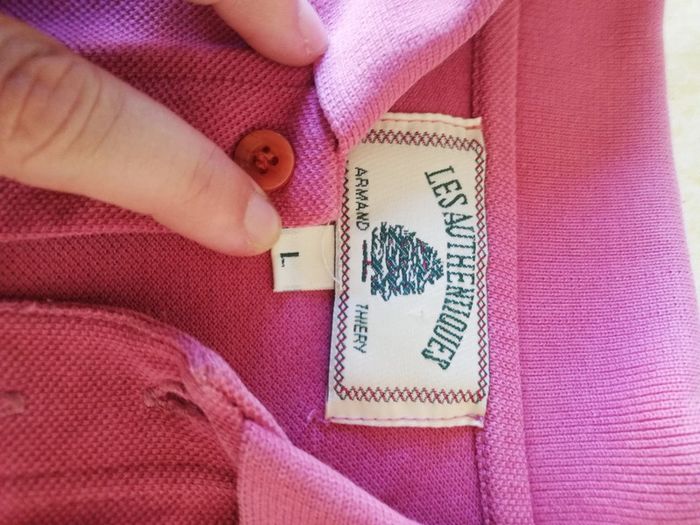 LES AUTHENTIQUES
ARMAND THIERY
L